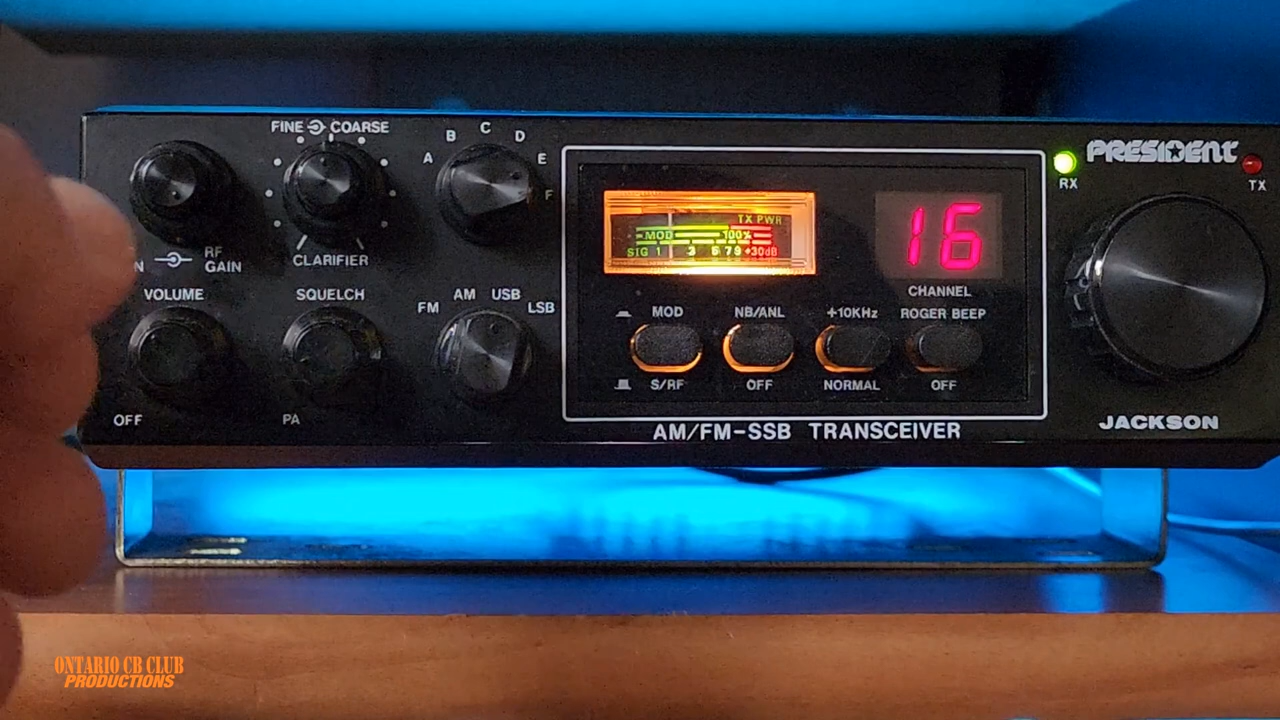 FINE COARSE
A B C D E F
CLARIFIER
RF
GAIN
VOLUME
SQUELCH
OFF
PA
FM AM USB LSB
TX PWR
MOD 100%
SIG 1 3 5 7 9 +30dB
16
CHANNEL
MOD NB/ANL +10KHz ROGER BEEP
S/RF OFF NORMAL OFF
AM/FM-SSB TRANSCEIVER
PRESIDENT
RX
TX
JACKSON
ONTARIO CB CLUB
PRODUCTIONS